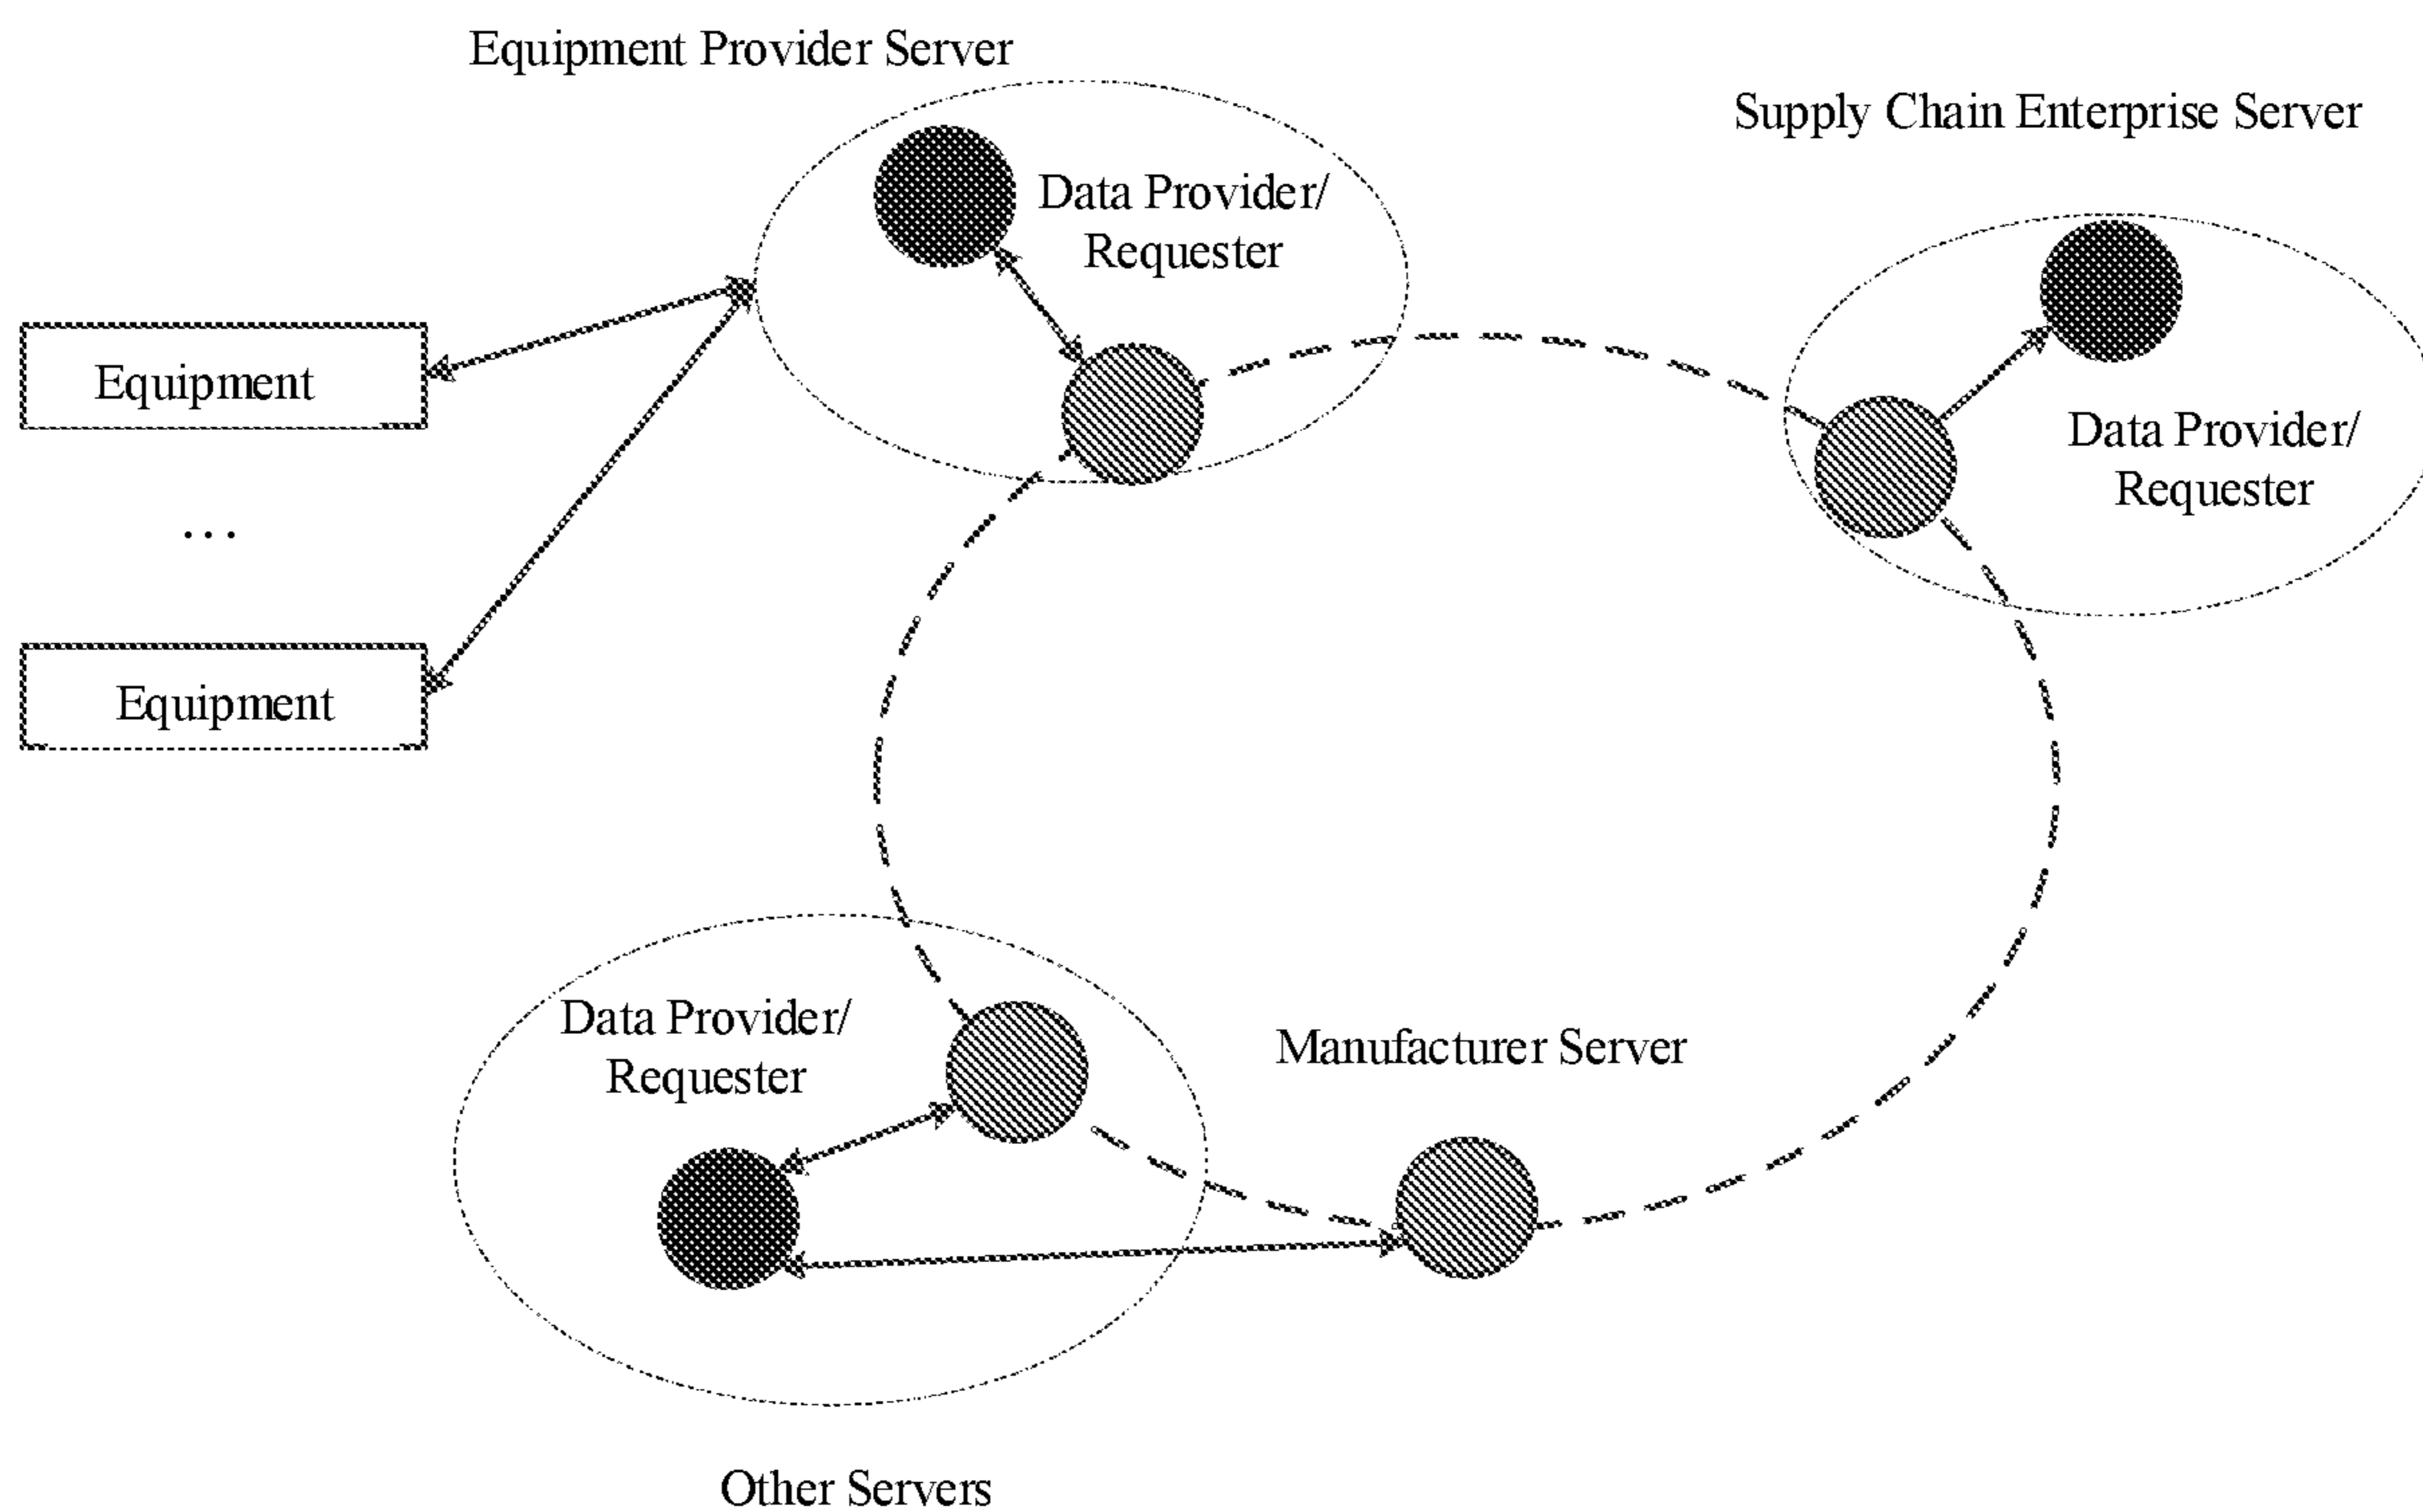 Equipment Provider Server
Supply Chain Enterprise Server
Data Provider/
Requester
Equipment
Data Provider/
Requester
...
Equipment
Data Provider/
Requester
Manufacturer Server
Other Servers